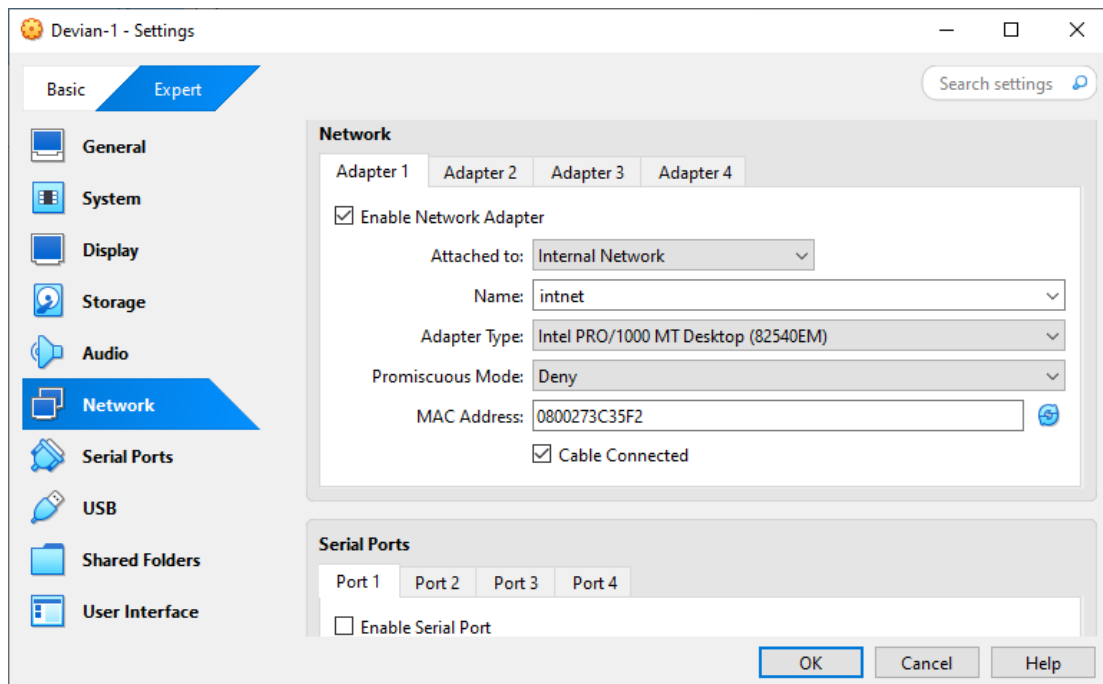 Devian-1 - Settings
Basic
Expert
Search settings
General
System
Display
Storage
Audio
Network
Serial Ports
USB
Shared Folders
User Interface
Network
Adapter 1
Adapter 2
Adapter 3
Adapter 4
Enable Network Adapter
Attached to: Internal Network
Name: intnet
Adapter Type: Intel PRO/1000 MT Desktop (82540EM)
Promiscuous Mode: Deny
MAC Address: 0800273C35F2
Cable Connected
Serial Ports
Port 1
Port 2
Port 3
Port 4
Enable Serial Port
OK
Cancel
Help